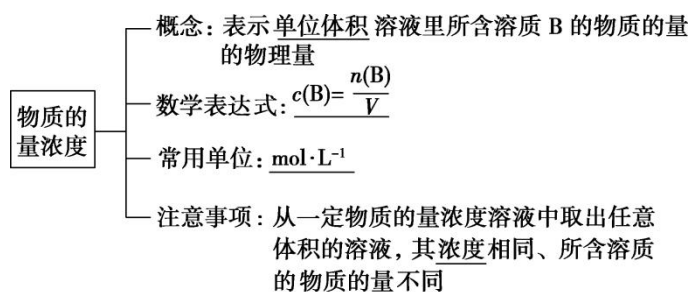 概念：表示单位体积溶液里所含溶质 B 的物质的量
的物理量
数学表达式：c(B)= n(B)/V
物质的
量浓度
常用单位：mol·L⁻¹
注意事项：从一定物质的量浓度溶液中取出任意
体积的溶液，其浓度相同、所含溶质
的物质的量不同